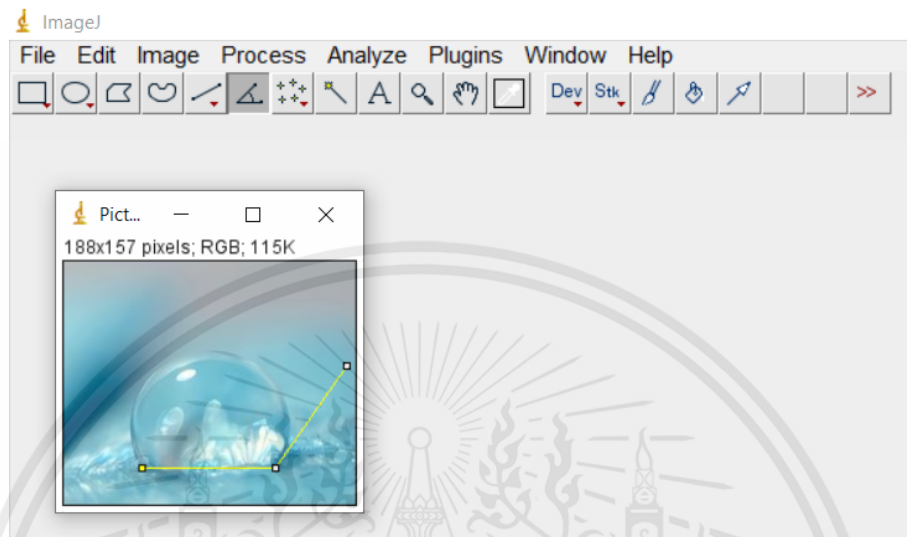 ImageJ
File Edit Image Process Analyze Plugins Window Help
A Dev Stk >>
Pict...
188x157 pixels; RGB; 115K